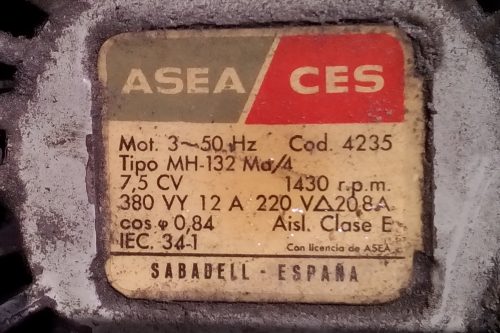 ASEA / CES
Mot. 3~50 Hz Cod. 4235
Tipo MH-132 Ma/4
7,5 CV 1430 r.p.m.
380 VY 12 A 220 V△20,8A
cos φ 0,84 Aisl. Clase E
IEC. 34-1 Con licencia de ASEA
SABADELL - ESPAÑA